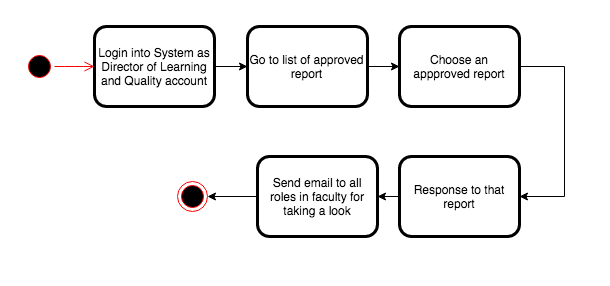 Login into System as
Director of Learning
and Quality account
Go to list of approved
report
Choose an
appproved report
Response to that
report
Send email to all
roles in faculty for
taking a look